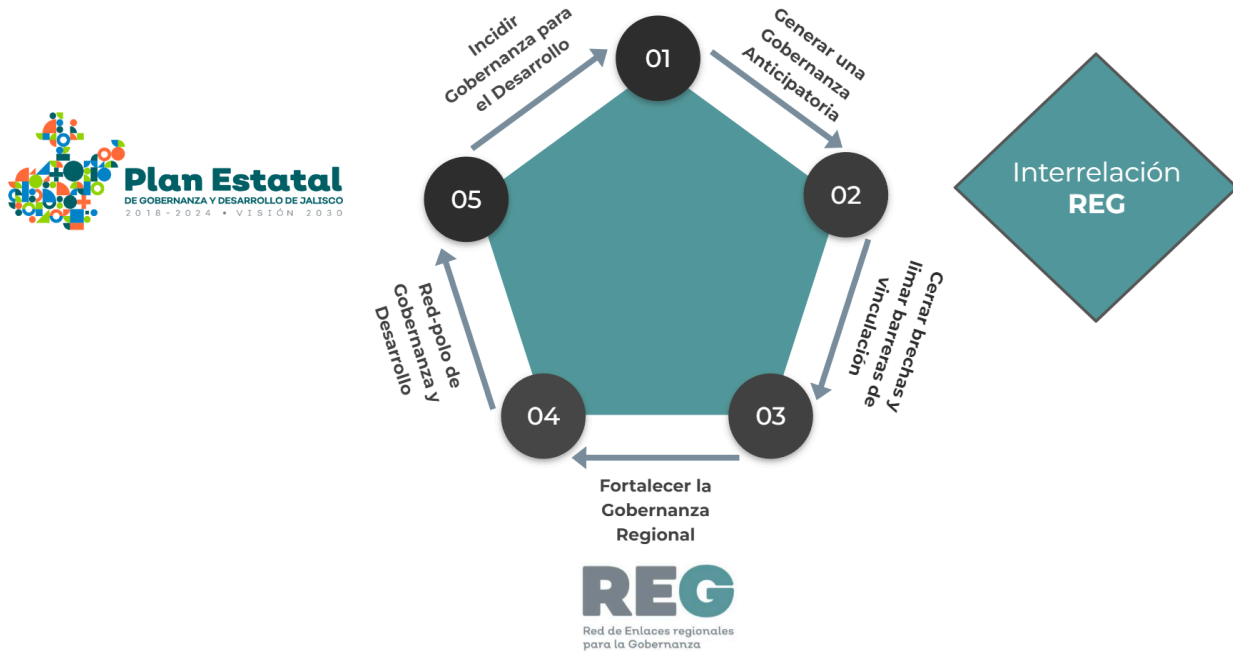 Plan Estatal
DE GOBERNANZA Y DESARROLLO DE JALISCO
2018-2024 • VISIÓN 2030
Incidir
Gobernanza para
el Desarrollo
01
Generar una
Gobernanza
Anticipatoria
02
Cerrar brechas y
limar barreras de
vinculación
03
Fortalecer la
Gobernanza
Regional
04
Red-polo de
Gobernanza y
Desarrollo
05
Interrelación
REG
REG
Red de Enlaces regionales
para la Gobernanza